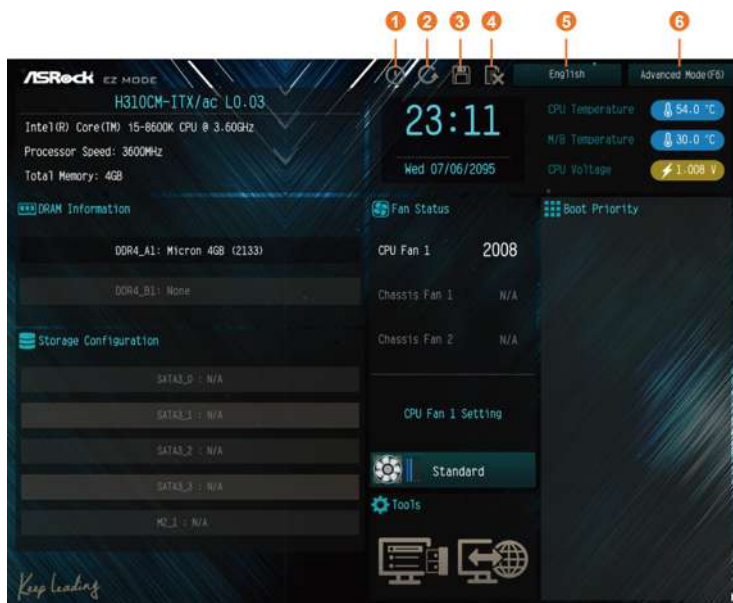 1 2 3 4 5 6
ASRock EZ MODE
English
Advanced Mode(F6)
H310CM-ITX/ac L0.03
Intel(R) Core(TM) i5-8600K CPU @ 3.60GHz
Processor Speed: 3600MHz
Total Memory: 4GB
23:11
Wed 07/06/2095
CPU Temperature 54.0 °C
M/B Temperature 30.0 °C
CPU Voltage 1.008 V
DRAM Information
DDR4_A1: Micron 4GB (2133)
DDR4_B1: None
Storage Configuration
SATA3_0 : N/A
SATA3_1 : N/A
SATA3_2 : N/A
SATA3_3 : N/A
M2_1 : N/A
Fan Status
CPU Fan 1 2008
Chassis Fan 1 N/A
Chassis Fan 2 N/A
CPU Fan 1 Setting
Standard
Tools
Boot Priority
Keep Leading